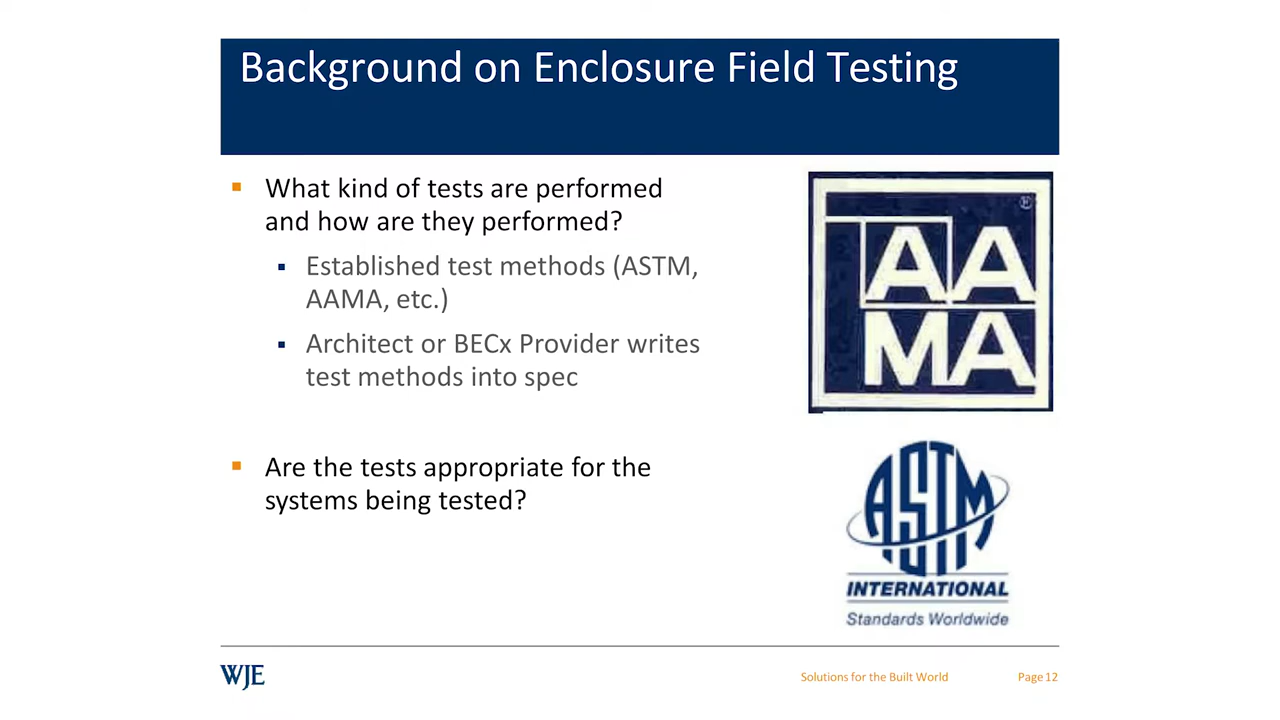 Background on Enclosure Field Testing
What kind of tests are performed
and how are they performed?
Established test methods (ASTM,
AAMA, etc.)
Architect or BECx Provider writes
test methods into spec
Are the tests appropriate for the
systems being tested?
®
AA
MA
ASTM
INTERNATIONAL
Standards Worldwide
WJE
Solutions for the Built World
Page 12